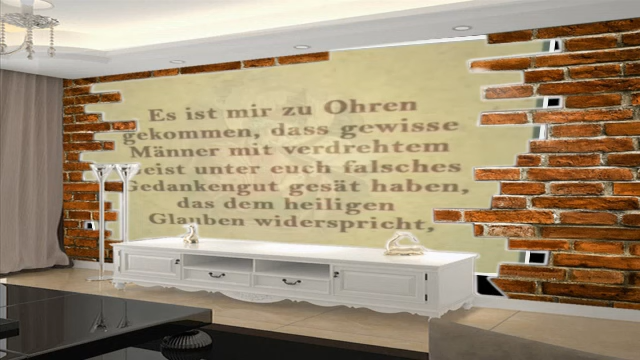 Es ist mir zu Ohren
gekommen, dass gewisse
Männer mit verdrehtem
Geist unter euch falsches
Gedankengut gesät haben,
das dem heiligen
Glauben widerspricht,